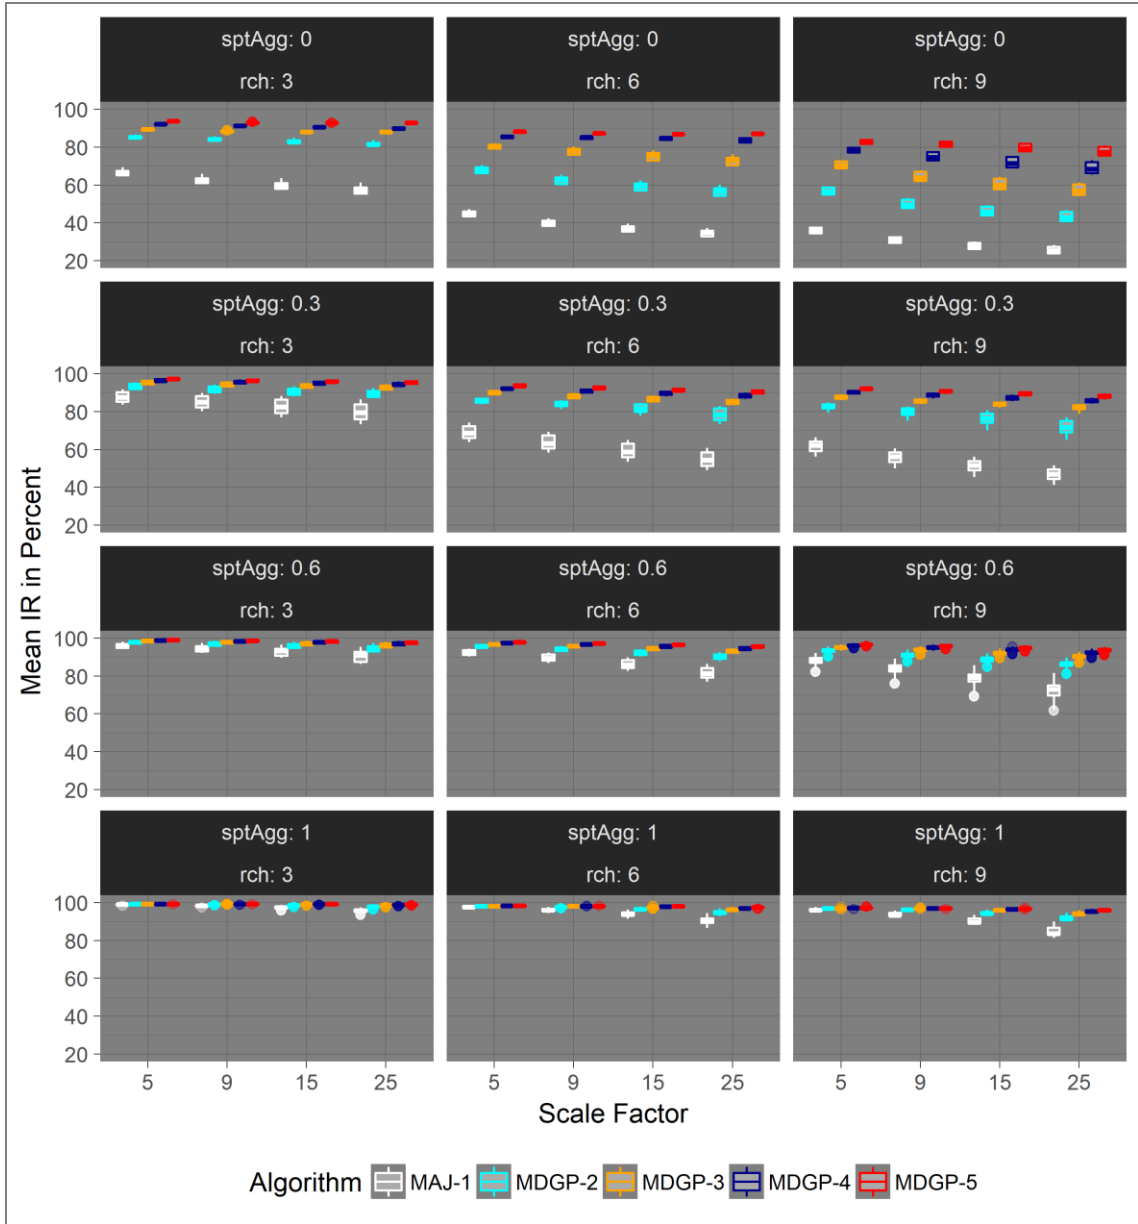 sptAgg: 0
rch: 3
sptAgg: 0
rch: 6
sptAgg: 0
rch: 9
100
80
60
40
20
sptAgg: 0.3
rch: 3
sptAgg: 0.3
rch: 6
sptAgg: 0.3
rch: 9
100
80
60
40
20
Mean IR in Percent
sptAgg: 0.6
rch: 3
sptAgg: 0.6
rch: 6
sptAgg: 0.6
rch: 9
100
80
60
40
20
sptAgg: 1
rch: 3
sptAgg: 1
rch: 6
sptAgg: 1
rch: 9
100
80
60
40
20
5 9 15 25
5 9 15 25
5 9 15 25
Scale Factor
Algorithm MAJ-1 MDGP-2 MDGP-3 MDGP-4 MDGP-5